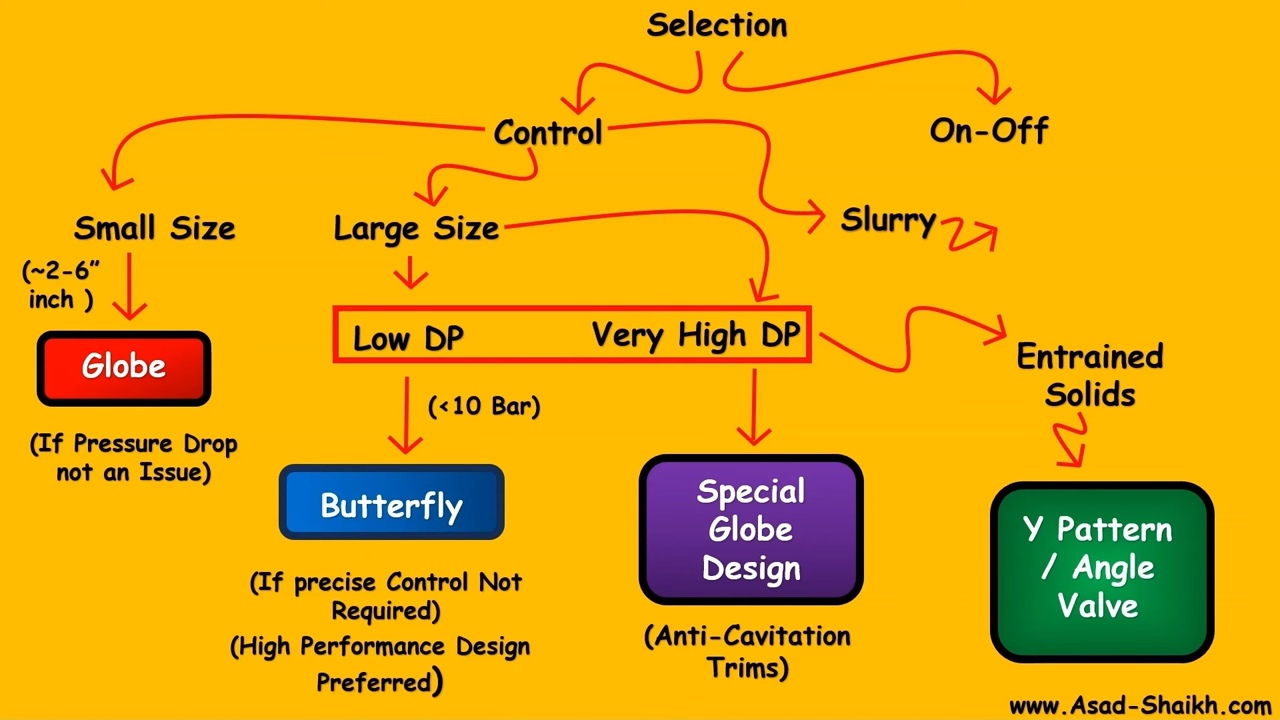 Selection
Control
On-Off
Small Size
Large Size
Slurry
(~2-6”
inch )
Low DP
Very High DP
Globe
Entrained
Solids
(<10 Bar)
(If Pressure Drop
not an Issue)
Butterfly
Special
Globe
Design
Y Pattern
/ Angle
Valve
(If precise Control Not
Required)
(High Performance Design
Preferred)
(Anti-Cavitation
Trims)
www.Asad-Shaikh.com